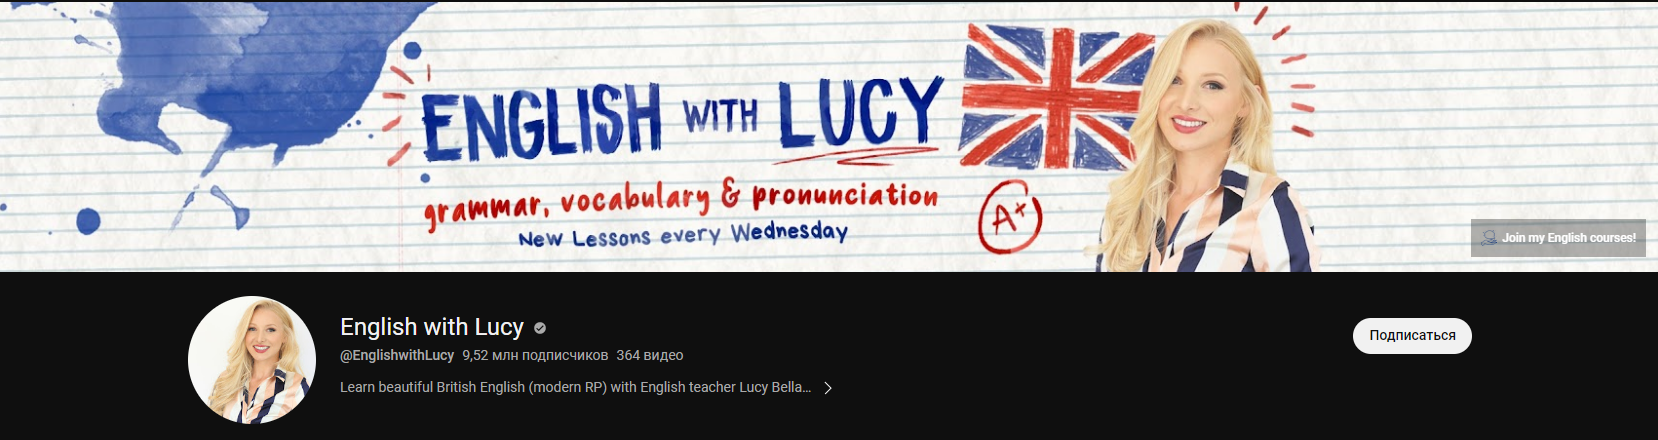 ENGLISH WITH LUCY
grammar, vocabulary & pronunciation
New Lessons every Wednesday
A+
Join my English courses!
English with Lucy
@EnglishwithLucy 9,52 млн подписчиков 364 видео
Learn beautiful British English (modern RP) with English teacher Lucy Bella...
Подписаться